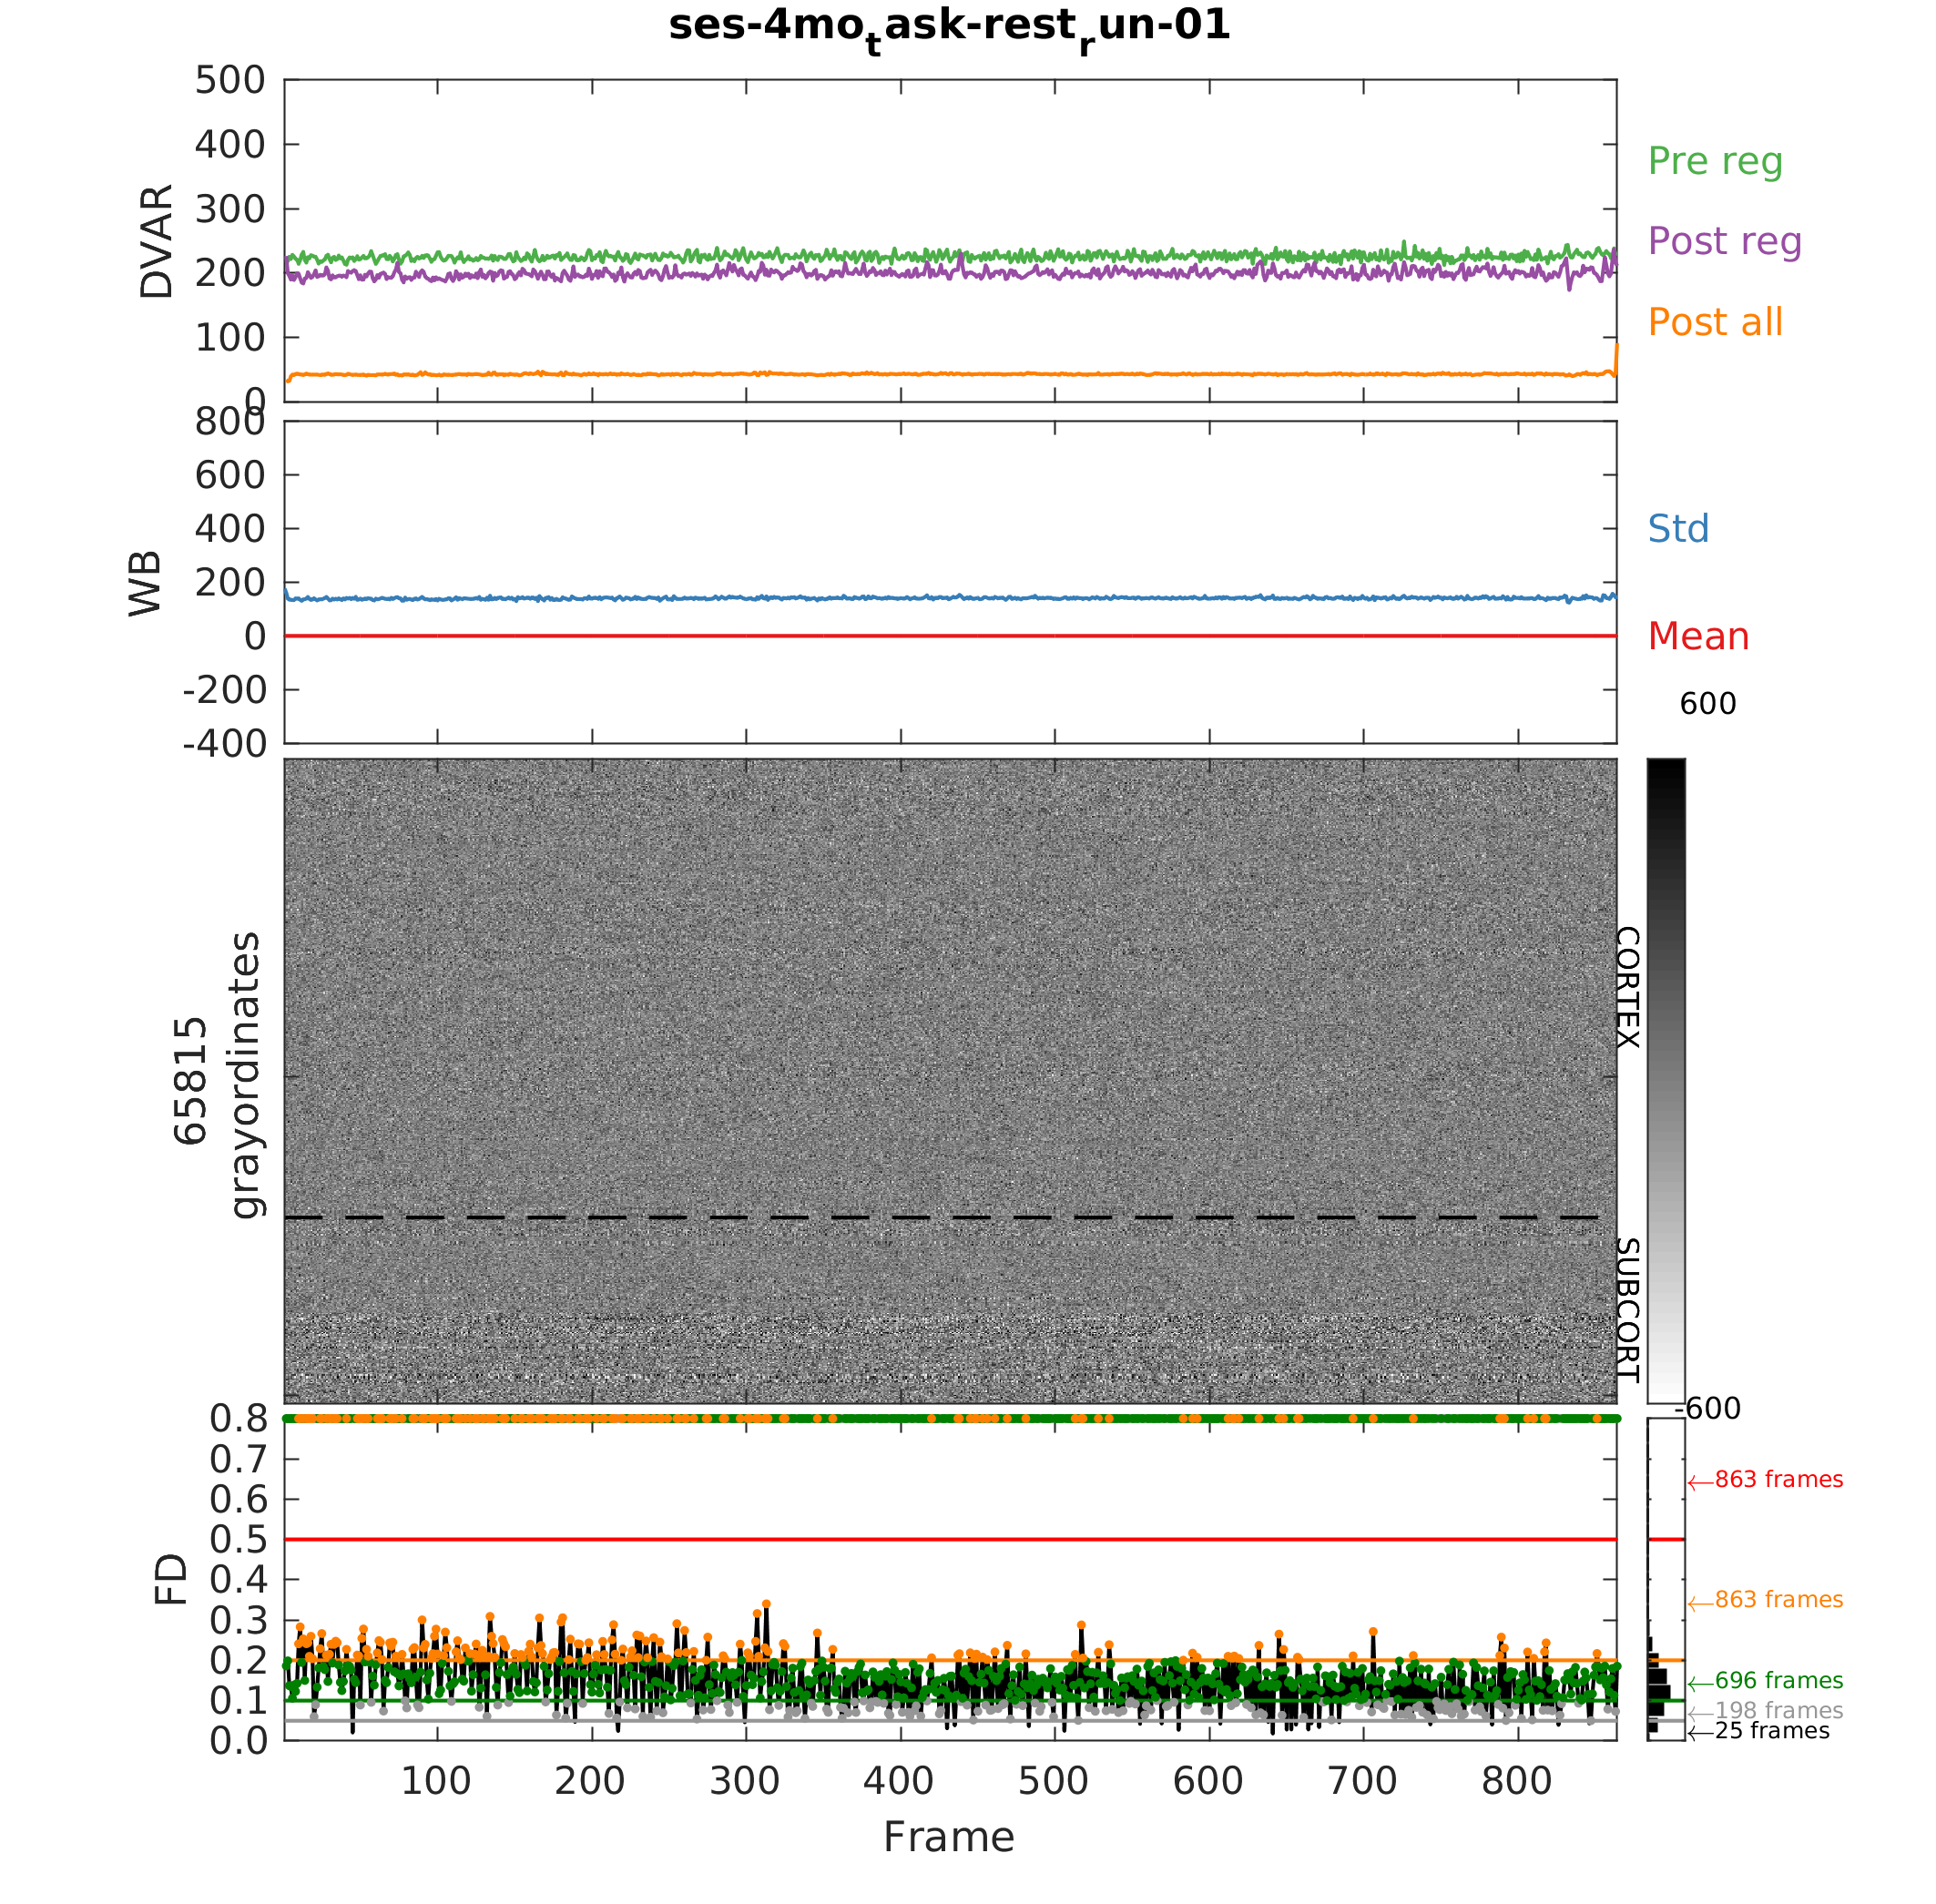 ses-4mo_task-rest_run-01
500
400
300
200
100
0
DVAR
Pre reg
Post reg
Post all
800
600
400
200
0
-200
-400
WB
Std
Mean
600
65815
grayordinates
CORTEX
SUBCORT
-600
0.8
0.7
0.6
0.5
0.4
0.3
0.2
0.1
0.0
FD
←863 frames
←863 frames
←696 frames
←198 frames
←25 frames
100 200 300 400 500 600 700 800
Frame